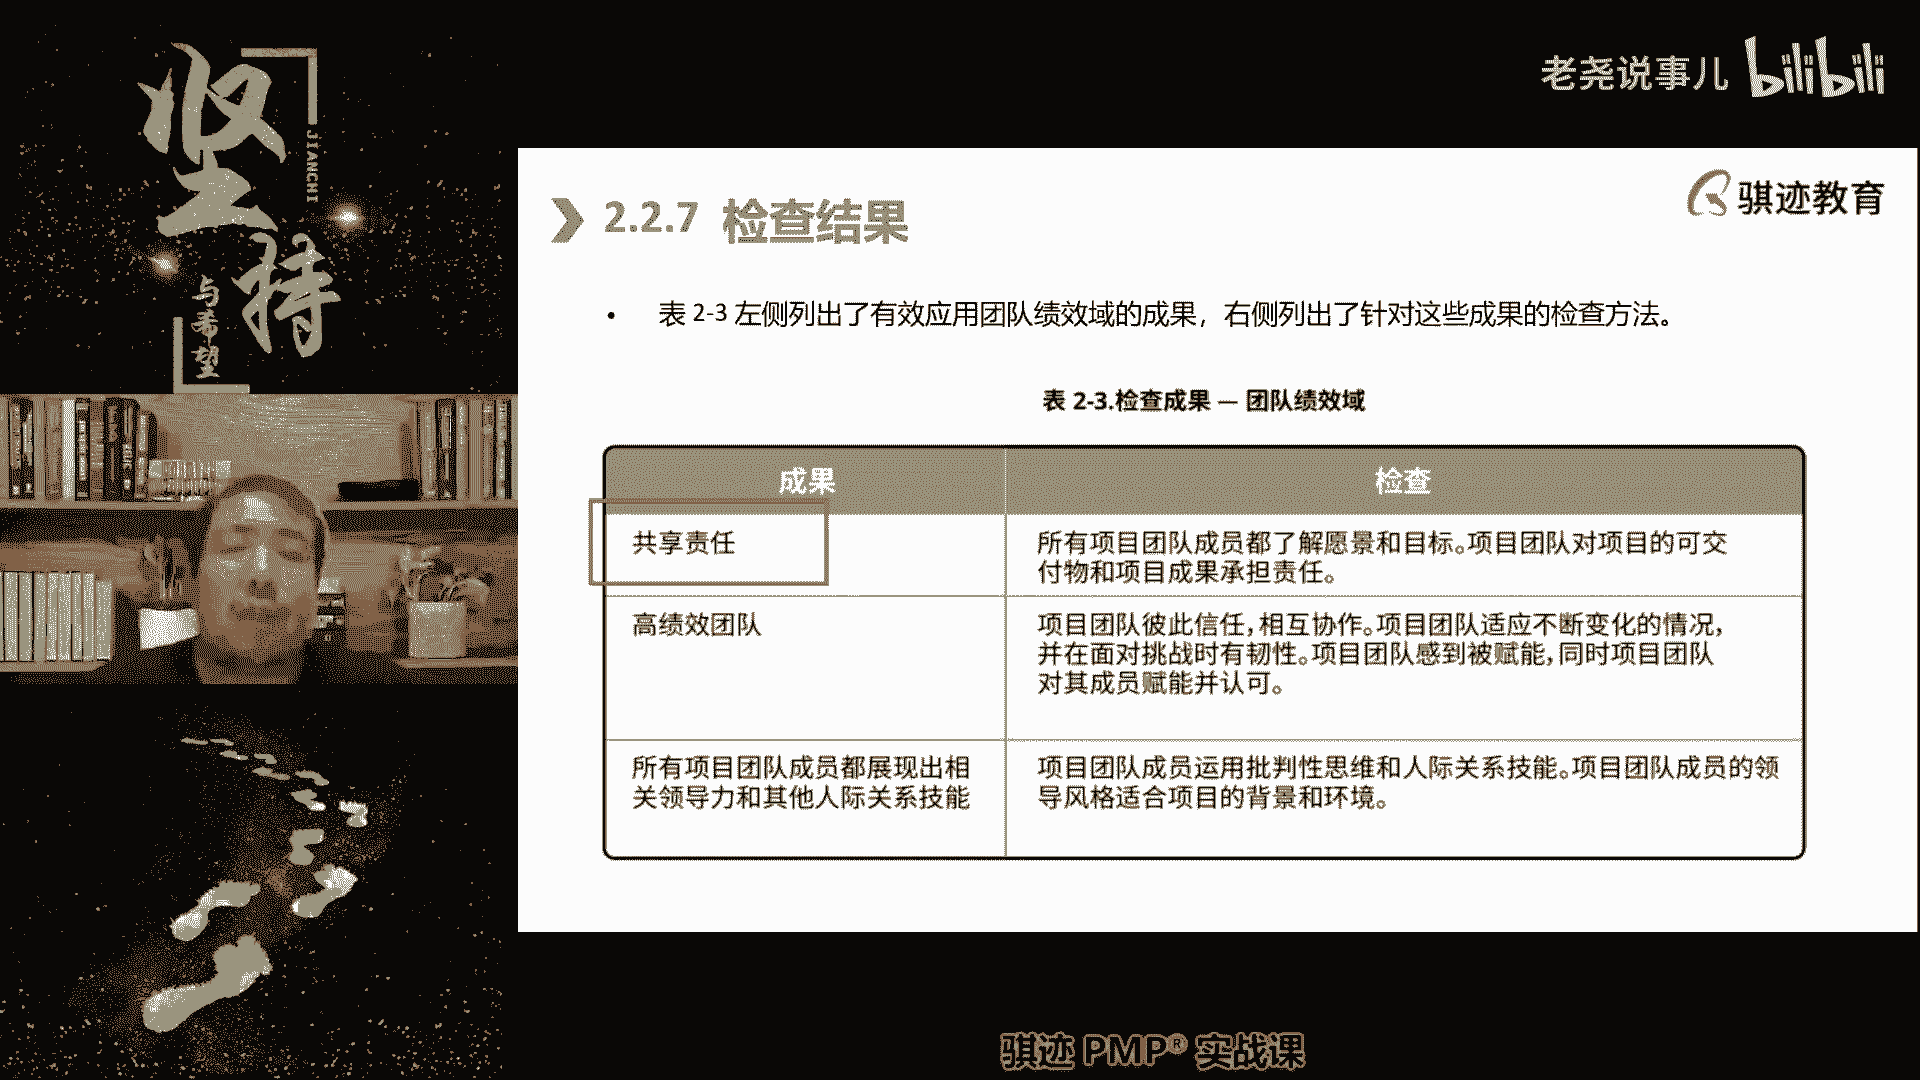 坚持
JIANCHI
与希望
老尧说事儿 bilibili
骐迹教育
2.2.7 检查结果
• 表 2-3 左侧列出了有效应用团队绩效域的成果，右侧列出了针对这些成果的检查方法。
表 2-3.检查成果 — 团队绩效域
成果
检查
共享责任
所有项目团队成员都了解愿景和目标。项目团队对项目的可交
付物和项目成果承担责任。
高绩效团队
项目团队彼此信任，相互协作。项目团队适应不断变化的情况，
并在面对挑战时有韧性。项目团队感到被赋能，同时项目团队
对其成员赋能并认可。
所有项目团队成员都展现出相
关领导力和其他人际关系技能
项目团队成员运用批判性思维和人际关系技能。项目团队成员的领
导风格适合项目的背景和环境。
骐迹 PMP® 实战课